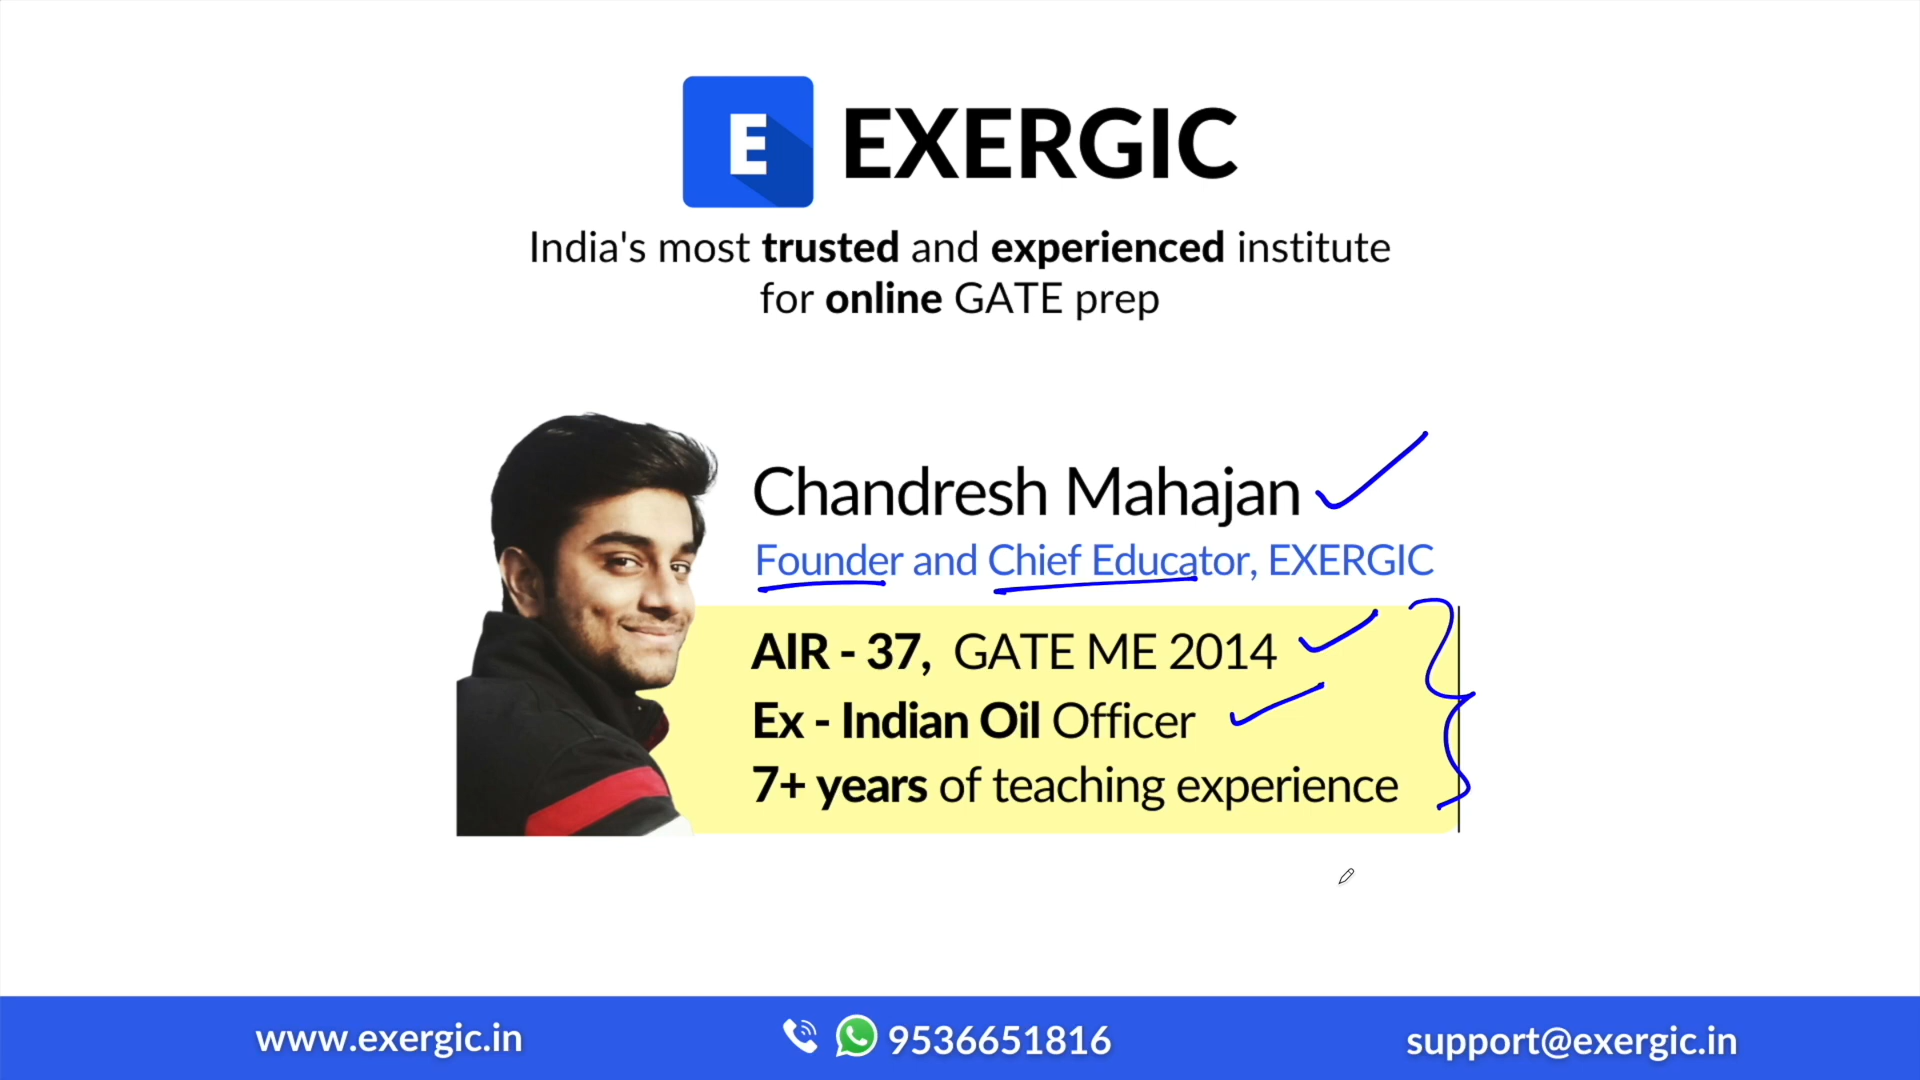 E EXERGIC
India's most trusted and experienced institute
for online GATE prep
Chandresh Mahajan
Founder and Chief Educator, EXERGIC
AIR - 37, GATE ME 2014
Ex - Indian Oil Officer
7+ years of teaching experience
www.exergic.in 9536651816 support@exergic.in